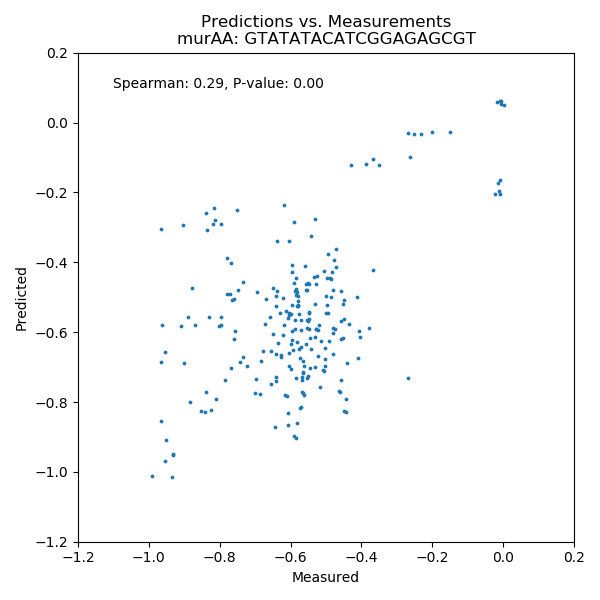 Predictions vs. Measurements
murAA: GTATATACATCGGAGAGCGT
Spearman: 0.29, P-value: 0.00
0.2
0.0
−0.2
−0.4
−0.6
−0.8
−1.0
−1.2
Predicted
−1.2 −1.0 −0.8 −0.6 −0.4 −0.2 0.0 0.2
Measured